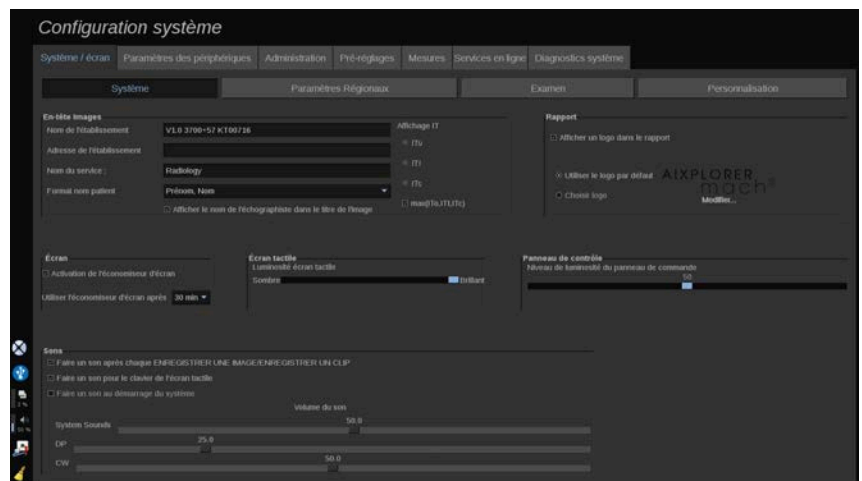 Configuration système
Système / écran Paramètres des périphériques Administration Pré-réglages Mesures Services en ligne Diagnostics système
Système Paramètres Régionaux Examen Personnalisation
En-tête Images
Nom de l'établissement V1.0 3700+57 KT00716
Adresse de l'établissement
Nom du service : Radiology
Format nom patient Prénom, Nom
Afficher le nom de l'échographiste dans le titre de l'image
Affichage IT
ITo
ITi
ITc
max(ITo,ITi,ITc)
Rapport
Afficher un logo dans le rapport
Utiliser le logo par défaut
AIXPLORER
mach
Choisir logo
Modifier...
Écran
Activation de l'économiseur d'écran
Utiliser l'économiseur d'écran après 30 min
Écran tactile
Luminosité écran tactile
Sombre Brillant
Panneau de contrôle
Niveau de luminosité du panneau de commande
50
Sons
Faire un son après chaque ENREGISTRER UNE IMAGE/ENREGISTRER UN CLIP
Faire un son pour le clavier de l'écran tactile
Faire un son au démarrage du système
Volume du son
System Sounds 50.0
DP 25.0
CW 50.0